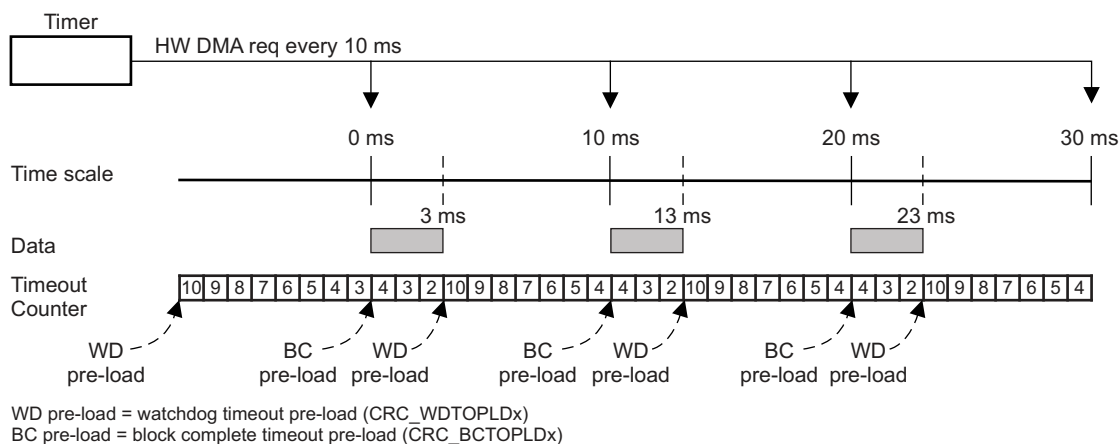 Timer
HW DMA req every 10 ms
0 ms 10 ms 20 ms 30 ms
Time scale
3 ms 13 ms 23 ms
Data
Timeout
Counter
10 9 8 7 6 5 4 3 4 3 2 10 9 8 7 6 5 4 4 3 2 10 9 8 7 6 5 4 4 3 2 10 9 8 7 6 5 4
WD
pre-load
BC
pre-load
WD
pre-load
BC
pre-load
WD
pre-load
BC
pre-load
WD
pre-load
WD pre-load = watchdog timeout pre-load (CRC_WDTOPLDx)
BC pre-load = block complete timeout pre-load (CRC_BCTOPLDx)